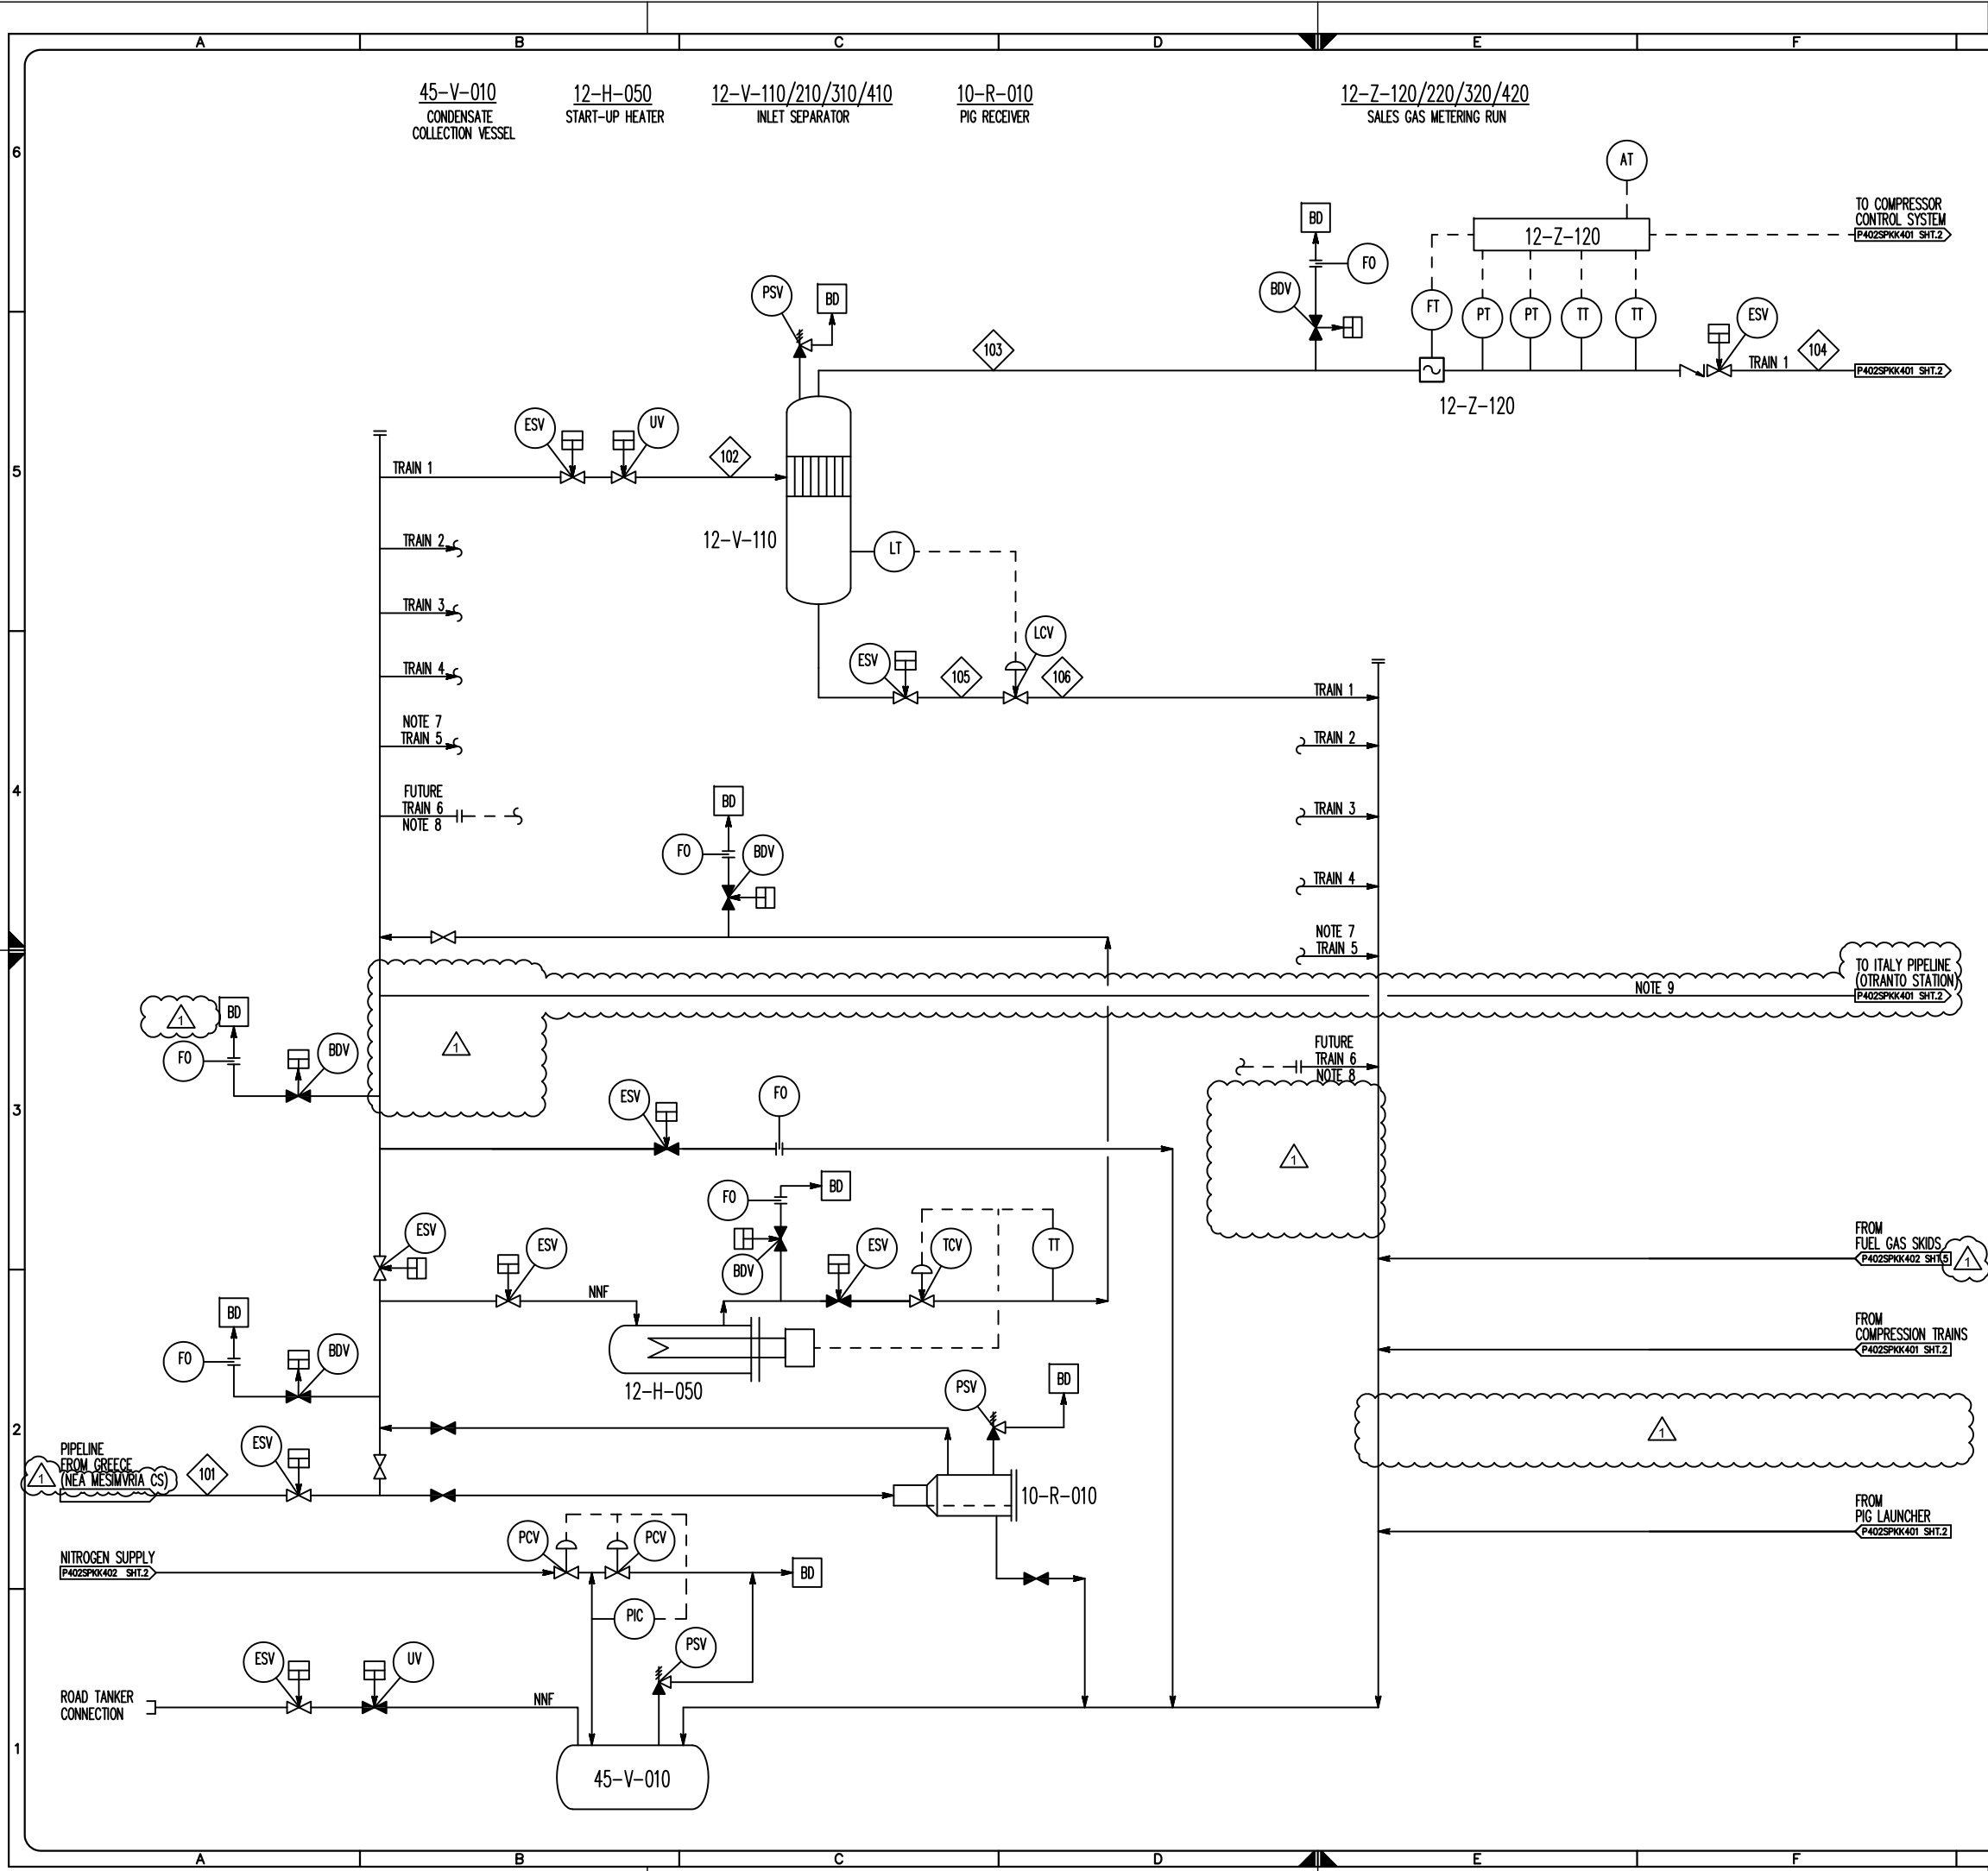 A B C D E F
45-V-010
CONDENSATE
COLLECTION VESSEL
12-H-050
START-UP HEATER
12-V-110/210/310/410
INLET SEPARATOR
10-R-010
PIG RECEIVER
12-Z-120/220/320/420
SALES GAS METERING RUN
6
AT
TO COMPRESSOR
CONTROL SYSTEM
P402SPKK401 SHT.2
BD
12-Z-120
FO
BDV
PSV
BD
FT
PT
PT
TT
TT
ESV
103
TRAIN 1
104
P402SPKK401 SHT.2
12-Z-120
ESV
UV
102
TRAIN 1
5
12-V-110
LT
TRAIN 2
TRAIN 3
LCV
ESV
105
106
TRAIN 4
TRAIN 1
NOTE 7
TRAIN 5
TRAIN 2
4
FUTURE
TRAIN 6
NOTE 8
BD
TRAIN 3
FO
BDV
TRAIN 4
NOTE 7
TRAIN 5
TO ITALY PIPELINE
(OTRANTO STATION)
P402SPKK401 SHT.2
NOTE 9
1
BD
1
FO
BDV
FUTURE
TRAIN 6
NOTE 8
3
ESV
FO
1
FO
BD
ESV
ESV
BDV
ESV
TCV
TT
FROM
FUEL GAS SKIDS
P402SPKK402 SHT.5
1
NNF
BD
FO
BDV
FROM
COMPRESSION TRAINS
P402SPKK401 SHT.2
12-H-050
PSV
BD
2
1
PIPELINE
FROM GREECE
(NEA MESIMVRIA CS)
1
101
ESV
10-R-010
FROM
PIG LAUNCHER
P402SPKK401 SHT.2
NITROGEN SUPPLY
P402SPKK402 SHT.2
PCV
PCV
BD
PIC
PSV
ESV
UV
ROAD TANKER
CONNECTION
NNF
1
45-V-010
A B C D E F